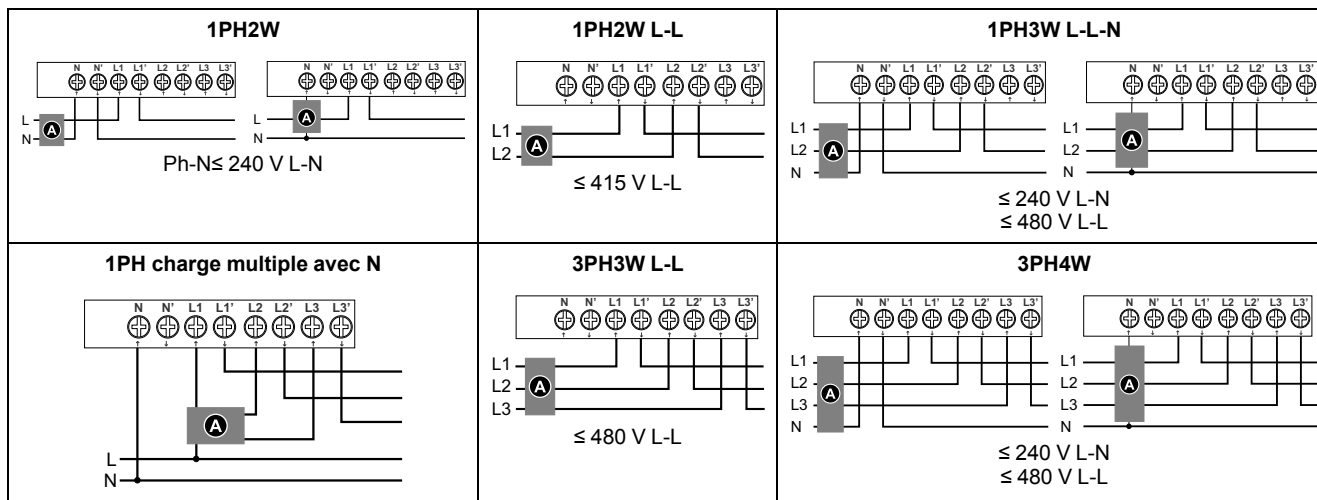 1PH2W
N N' L1 L1' L2 L2' L3 L3'
N N' L1 L1' L2 L2' L3 L3'
L
N
A
L
N
A
Ph-N≤ 240 V L-N
1PH2W L-L
N N' L1 L1' L2 L2' L3 L3'
L1
L2
A
≤ 415 V L-L
1PH3W L-L-N
N N' L1 L1' L2 L2' L3 L3'
N N' L1 L1' L2 L2' L3 L3'
L1
L2
N
A
L1
L2
N
A
≤ 240 V L-N
≤ 480 V L-L
1PH charge multiple avec N
N N' L1 L1' L2 L2' L3 L3'
A
L
N
3PH3W L-L
N N' L1 L1' L2 L2' L3 L3'
L1
L2
L3
A
≤ 480 V L-L
3PH4W
N N' L1 L1' L2 L2' L3 L3'
N N' L1 L1' L2 L2' L3 L3'
L1
L2
L3
N
A
L1
L2
L3
N
A
≤ 240 V L-N
≤ 480 V L-L